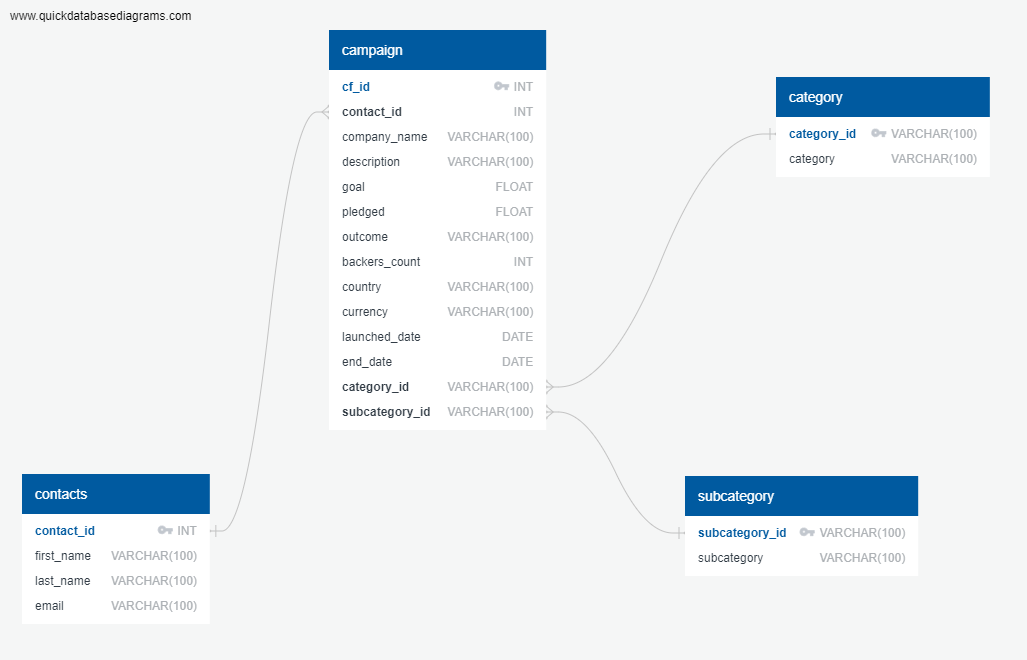 www.quickdatabasediagrams.com
campaign
cf_id INT
contact_id INT
company_name VARCHAR(100)
description VARCHAR(100)
goal FLOAT
pledged FLOAT
outcome VARCHAR(100)
backers_count INT
country VARCHAR(100)
currency VARCHAR(100)
launched_date DATE
end_date DATE
category_id VARCHAR(100)
subcategory_id VARCHAR(100)
category
category_id VARCHAR(100)
category VARCHAR(100)
contacts
contact_id INT
first_name VARCHAR(100)
last_name VARCHAR(100)
email VARCHAR(100)
subcategory
subcategory_id VARCHAR(100)
subcategory VARCHAR(100)